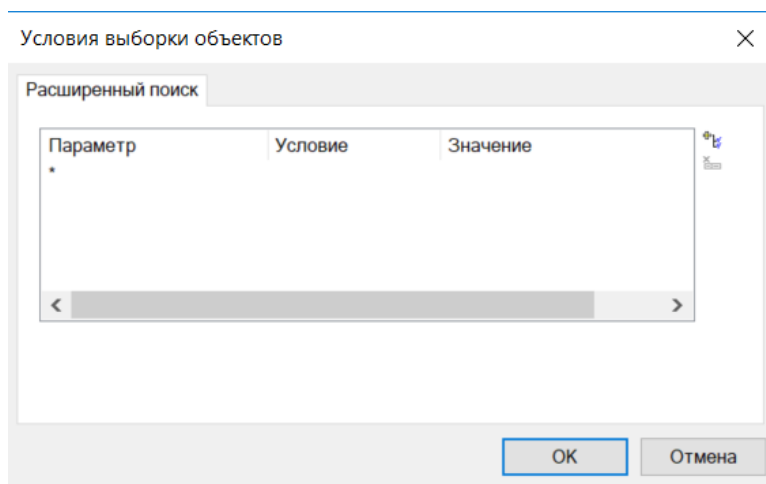 Условия выборки объектов
Расширенный поиск
Параметр Условие Значение
*
OK Отмена